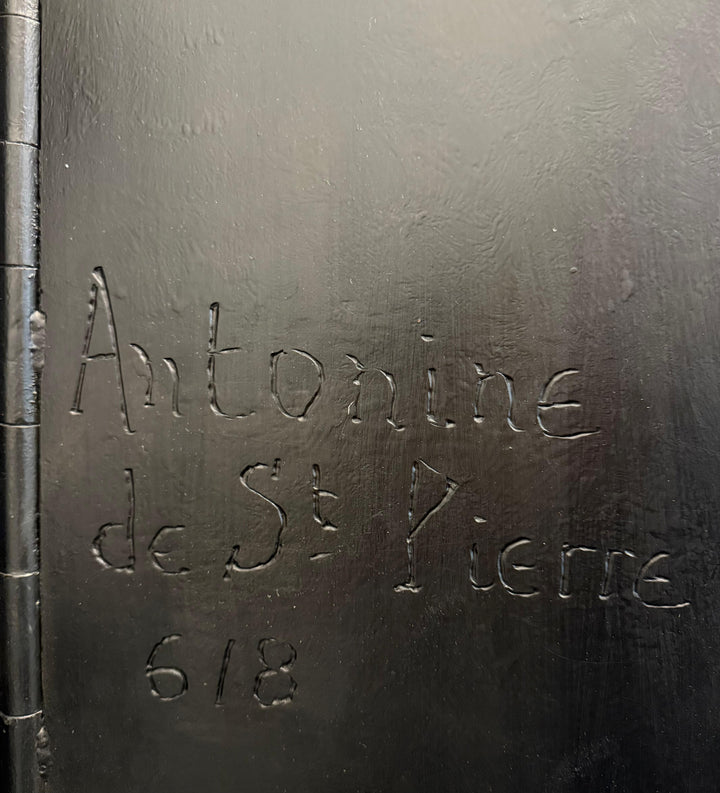 Antonine
de St Pierre
618